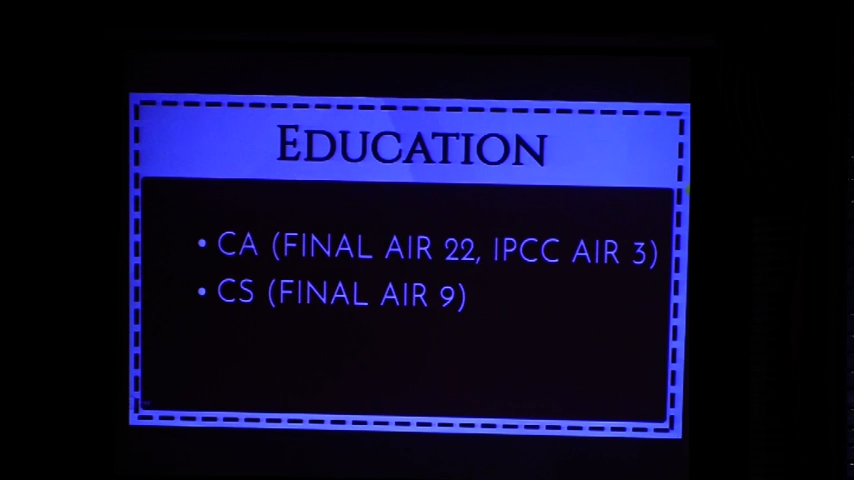 EDUCATION
• CA (FINAL AIR 22, IPCC AIR 3)
• CS (FINAL AIR 9)